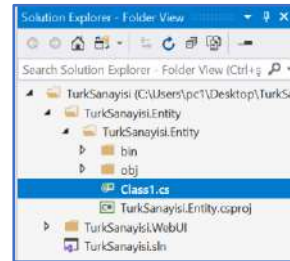 Solution Explorer - Folder View
Search Solution Explorer - Folder View (Ctrl+ş
TurkSanayisi (C:\Users\pc1\Desktop\TurkSa
TurkSanayisi.Entity
TurkSanayisi.Entity
bin
obj
Class1.cs
TurkSanayisi.Entity.csproj
TurkSanayisi.WebUI
TurkSanayisi.sln